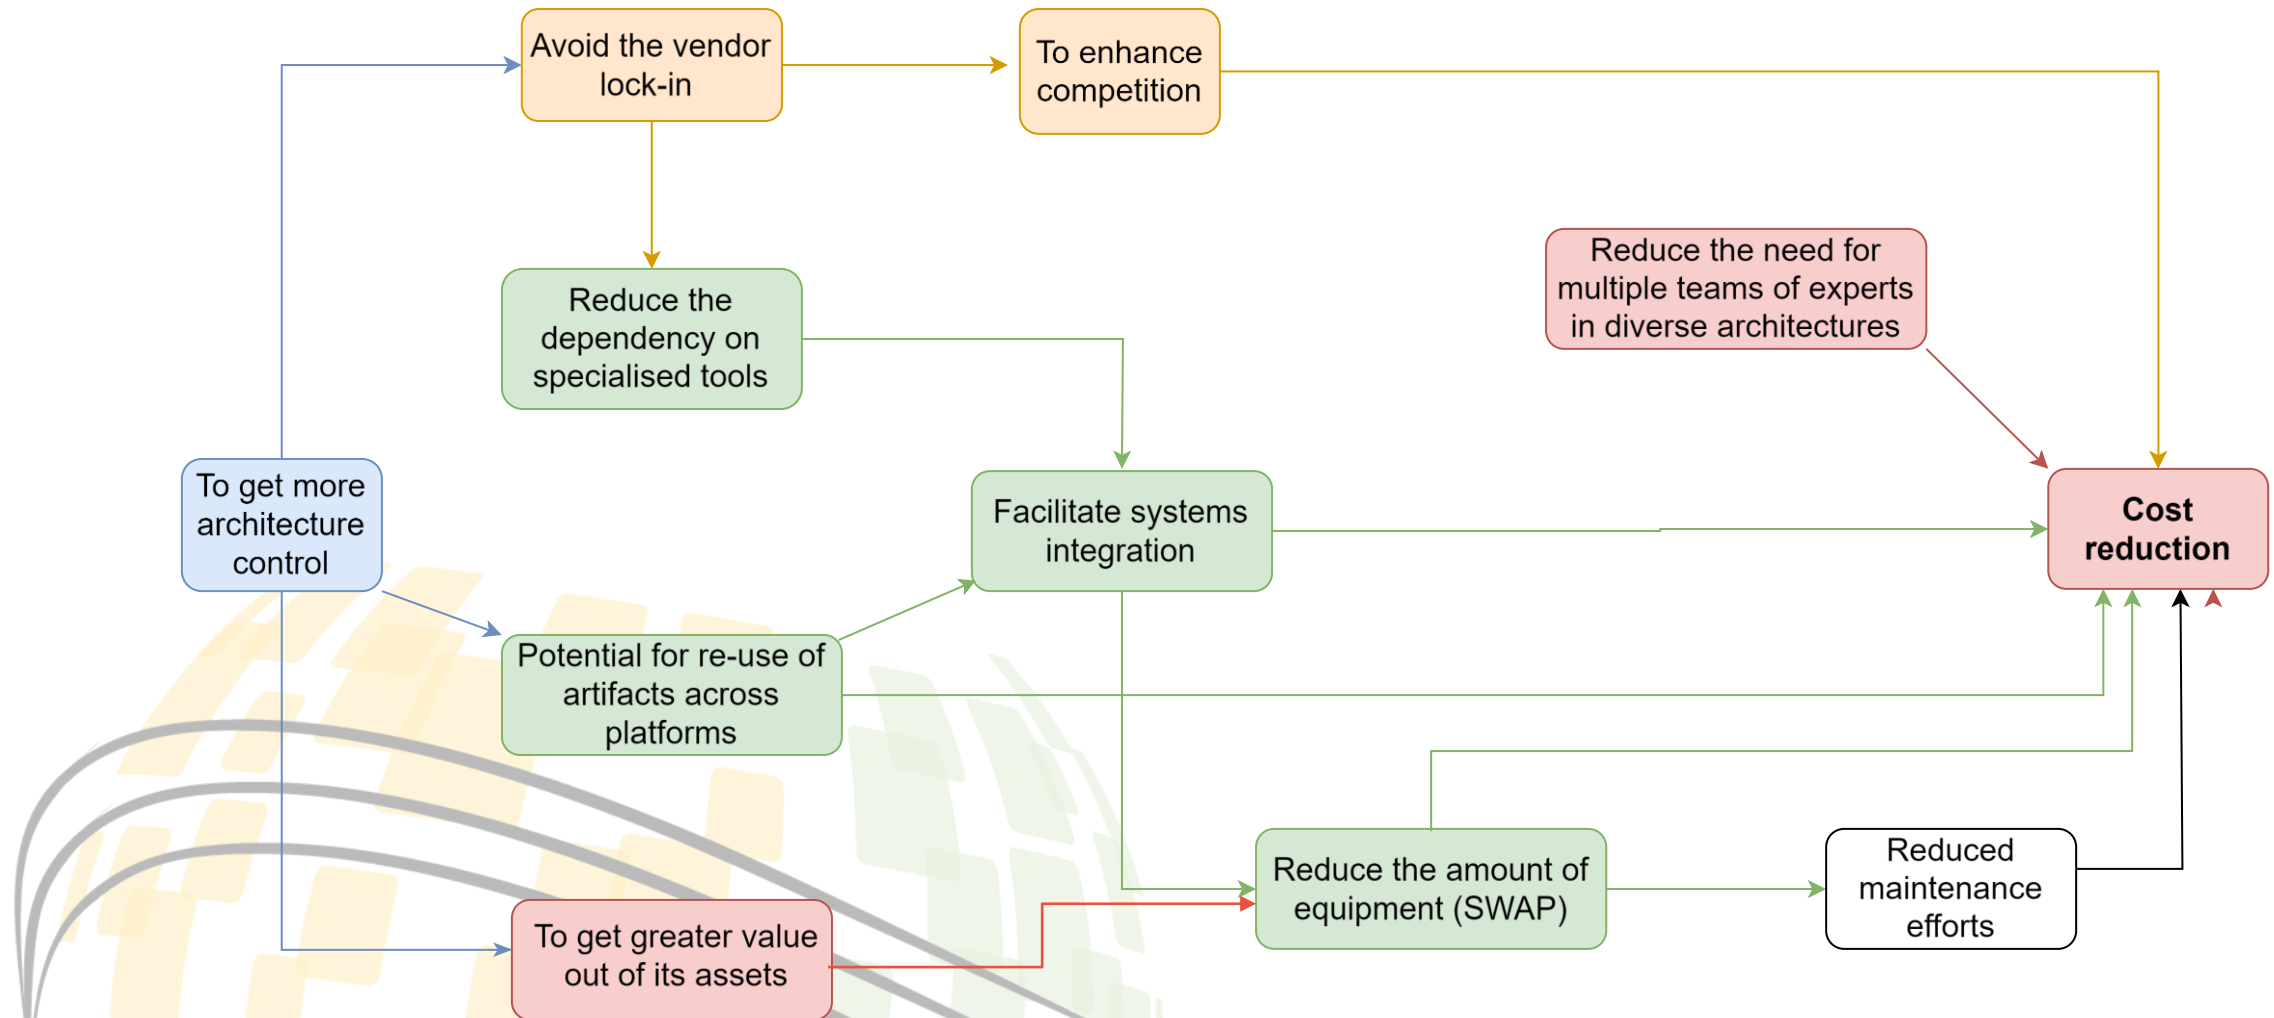 Avoid the vendor
lock-in
To enhance
competition
Reduce the need for
multiple teams of experts
in diverse architectures
Reduce the
dependency on
specialised tools
To get more
architecture
control
Facilitate systems
integration
Cost
reduction
Potential for re-use of
artifacts across
platforms
Reduce the amount of
equipment (SWAP)
Reduced
maintenance
efforts
To get greater value
out of its assets